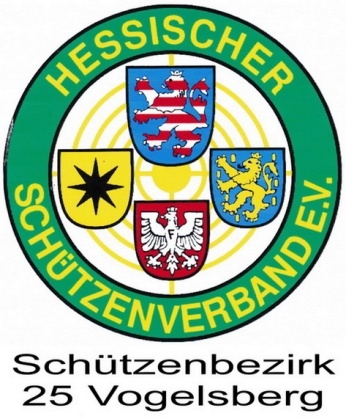 HESSISCHER
SCHÜTZENVERBAND E.V.
F
Schützenbezirk
25 Vogelsberg